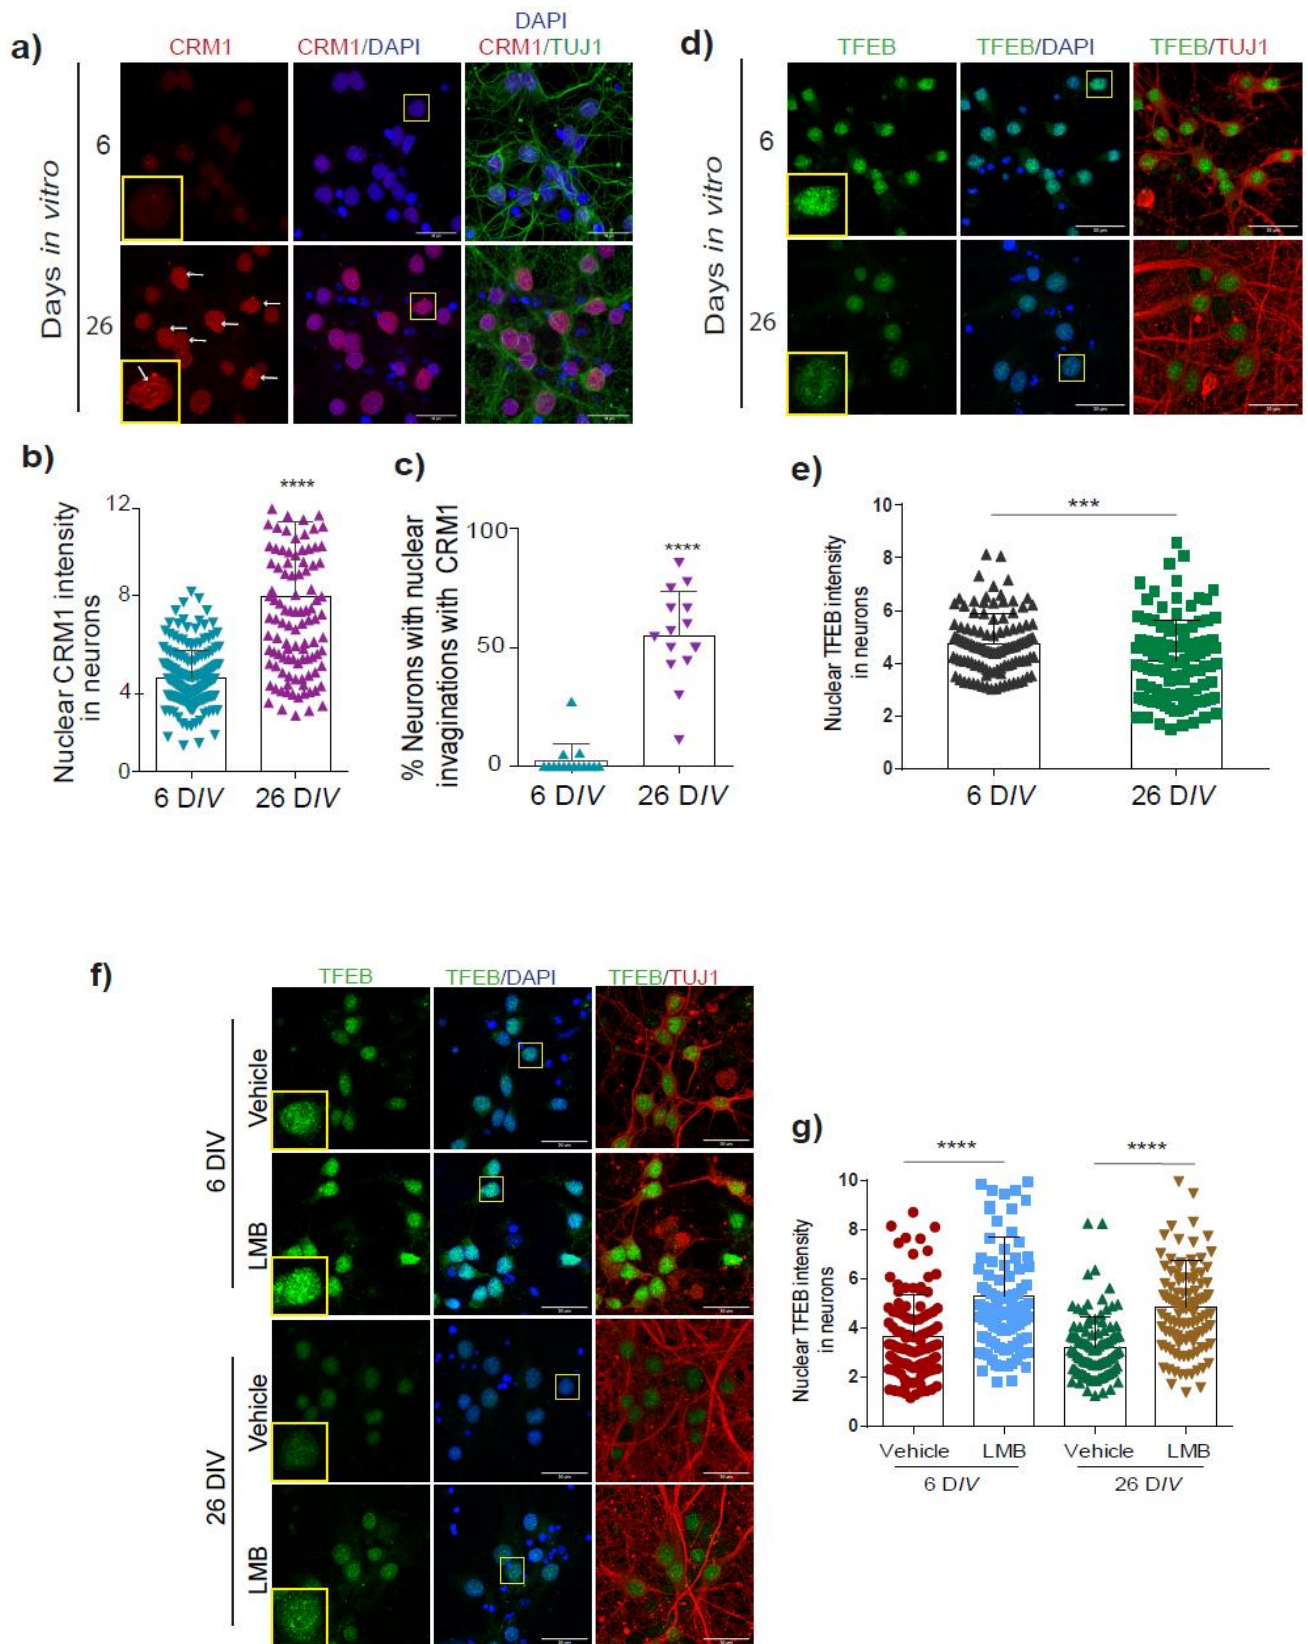 a)
CRM1
CRM1/DAPI
DAPI
CRM1/TUJ1
Days in vitro
6
26
d)
TFEB
TFEB/DAPI
TFEB/TUJ1
Days in vitro
6
26
b)
Nuclear CRM1 intensity
in neurons
12
8
4
0
****
6 DIV
26 DIV
c)
% Neurons with nuclear
invaginations with CRM1
100
50
0
****
6 DIV
26 DIV
e)
Nuclear TFEB intensity
in neurons
10
8
6
4
2
0
***
6 DIV
26 DIV
f)
TFEB
TFEB/DAPI
TFEB/TUJ1
6 DIV
Vehicle
LMB
26 DIV
Vehicle
LMB
g)
Nuclear TFEB intensity
in neurons
10
8
6
4
2
0
****
****
Vehicle
LMB
Vehicle
LMB
6 DIV
26 DIV